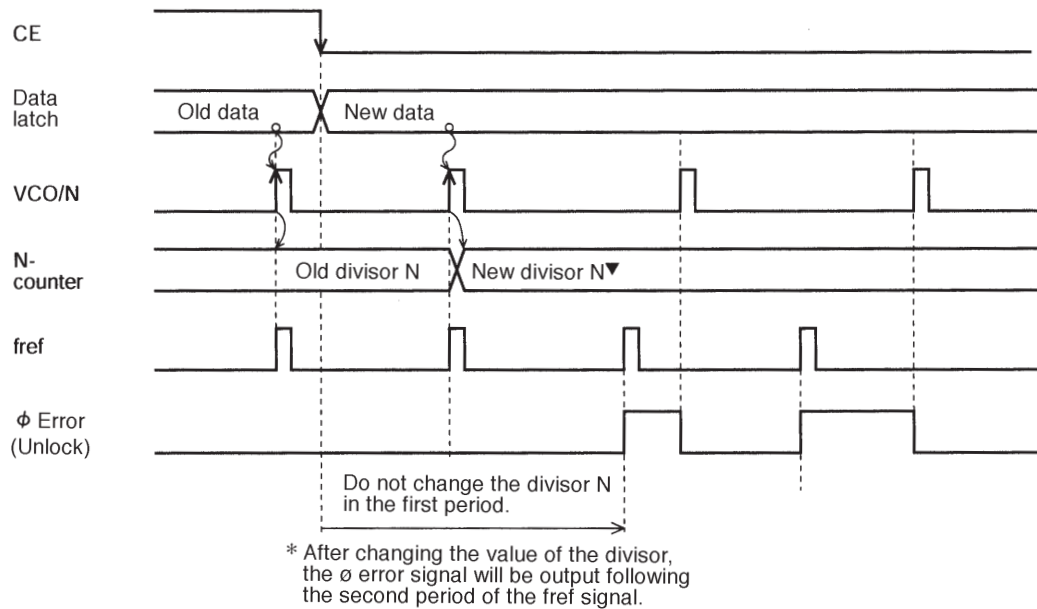 CE
Data
latch
Old data
New data
VCO/N
N-
counter
Old divisor N
New divisor N▼
fref
ϕ Error
(Unlock)
Do not change the divisor N
in the first period.
* After changing the value of the divisor,
the ø error signal will be output following
the second period of the fref signal.